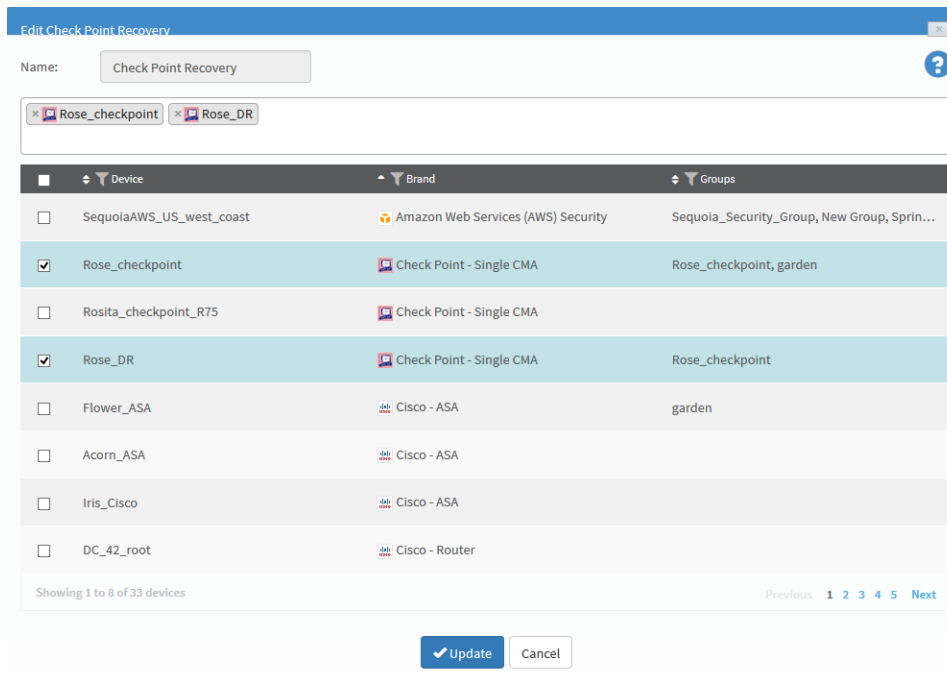 Edit Check Point Recovery ×
Name: Check Point Recovery ?
× Rose_checkpoint × Rose_DR
Device Brand Groups
SequoiaAWS_US_west_coast Amazon Web Services (AWS) Security Sequoia_Security_Group, New Group, Sprin...
Rose_checkpoint Check Point - Single CMA Rose_checkpoint, garden
Rosita_checkpoint_R75 Check Point - Single CMA
Rose_DR Check Point - Single CMA Rose_checkpoint
Flower_ASA Cisco - ASA garden
Acorn_ASA Cisco - ASA
Iris_Cisco Cisco - ASA
DC_42_root Cisco - Router
Showing 1 to 8 of 33 devices Previous 1 2 3 4 5 Next
Update Cancel